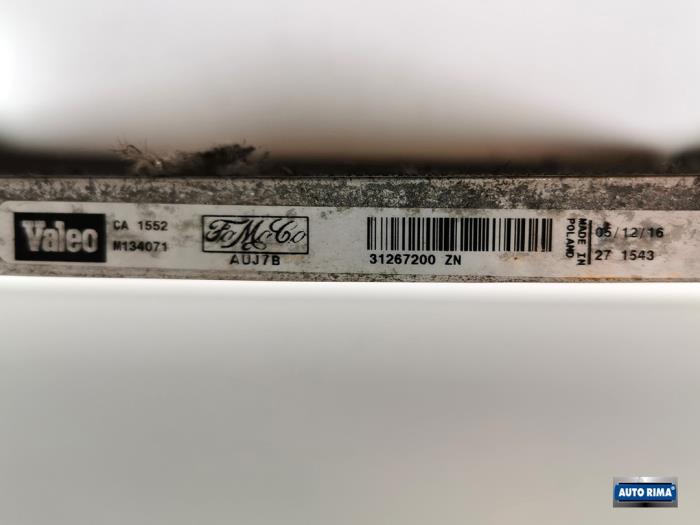 Valeo
CA 1552
M134071
FoMoCo
AUJ7B
31267200 ZN
MADE IN
POLAND
05/12/16
27 1543
AUTO RIMA